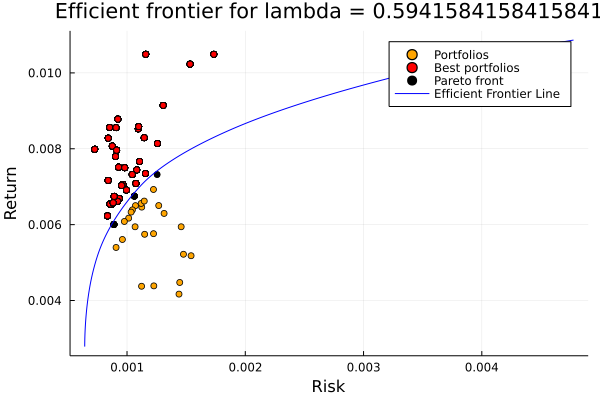 Efficient frontier for lambda = 0.5941584158415841
Portfolios
Best portfolios
Pareto front
Efficient Frontier Line
Return
0.010
0.008
0.006
0.004
0.001 0.002 0.003 0.004
Risk